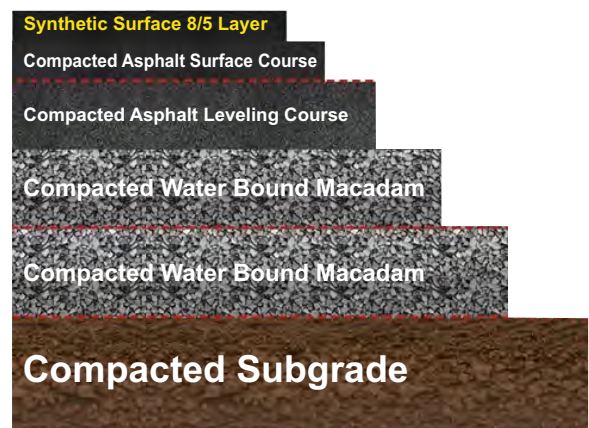 Synthetic Surface 8/5 Layer
Compacted Asphalt Surface Course
Compacted Asphalt Leveling Course
Compacted Water Bound Macadam
Compacted Water Bound Macadam
Compacted Subgrade